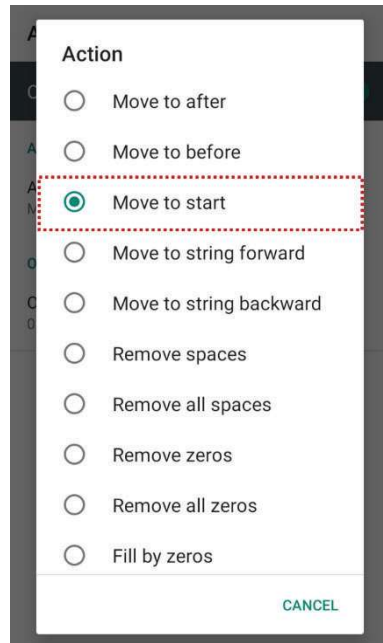 Action
Move to after
Move to before
Move to start
Move to string forward
Move to string backward
Remove spaces
Remove all spaces
Remove zeros
Remove all zeros
Fill by zeros
CANCEL